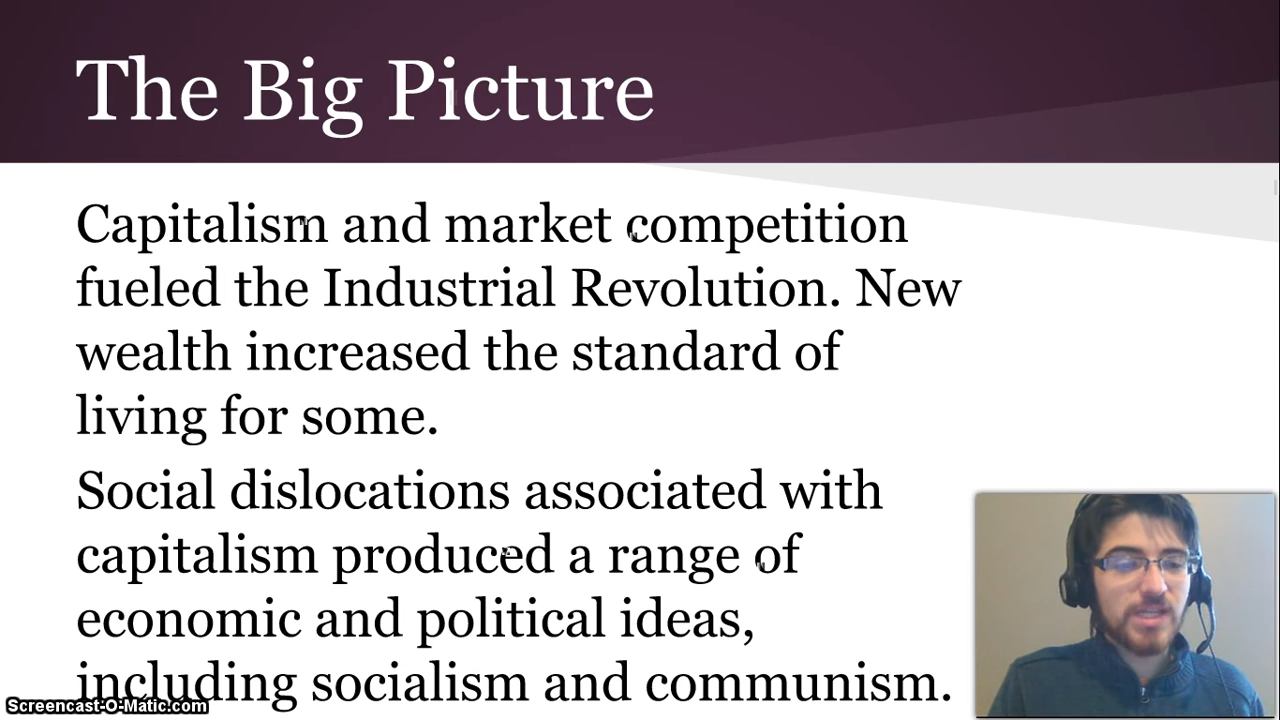 The Big Picture
Capitalism and market competition
fueled the Industrial Revolution. New
wealth increased the standard of
living for some.
Social dislocations associated with
capitalism produced a range of
economic and political ideas,
including socialism and communism.
Screencast-O-Matic.com